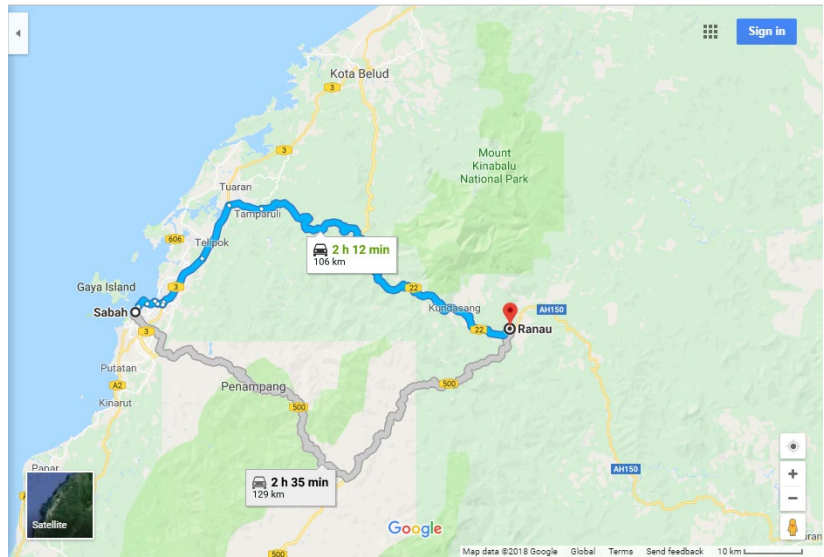 Sign in
Kota Belud
3
Mount
Kinabalu
National Park
3
Tuaran
Tamparuli
606
Telipok
2 h 12 min
106 km
Gaya Island
3
22
Kundasang
AH150
Sabah
22
Ranau
3
Putatan
A2
Penampang
500
Kinarut
500
2 h 35 min
129 km
Papar
AH150
Satellite
Google
500
Map data ©2018 Google Global Terms Send feedback 10 km